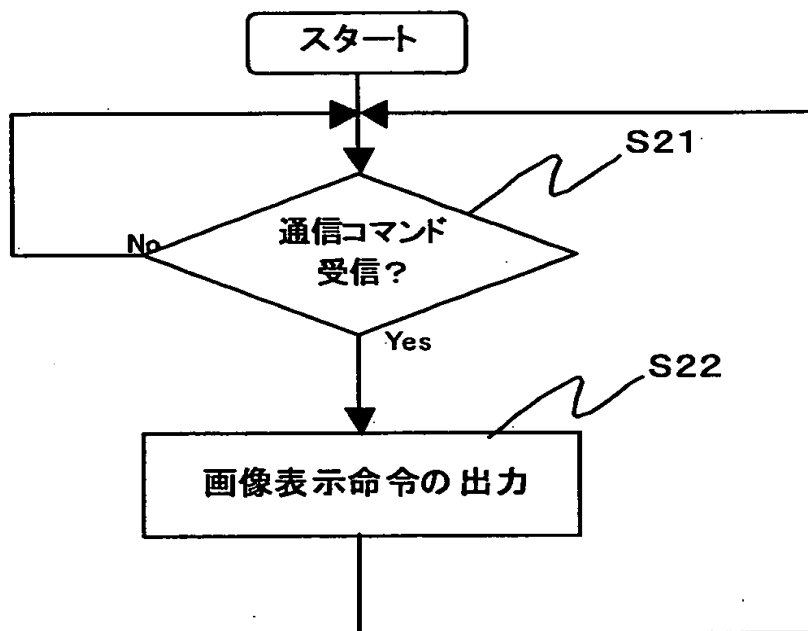 スタート
S21
通信コマンド
受信?
No
Yes
S22
画像表示命令の出力